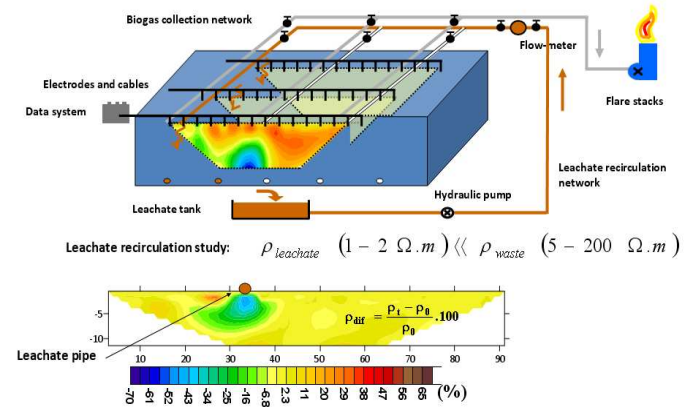 Biogas collection network
Flow-meter
Electrodes and cables
Data system
Flare stacks
Leachate recirculation
network
Hydraulic pump
Leachate tank
Leachate recirculation study: ρ leachate (1 – 2 Ω.m) ⟨⟨ ρ waste (5 – 200 Ω.m)
ρdif = (ρt – ρ0) / ρ0 .100
-5
-10
Leachate pipe
10 20 30 40 50 60 70 80 90
-70 -61 -52 -43 -34 -25 -16 -6.8 2.3 11 20 29 38 47 56 65 (%)